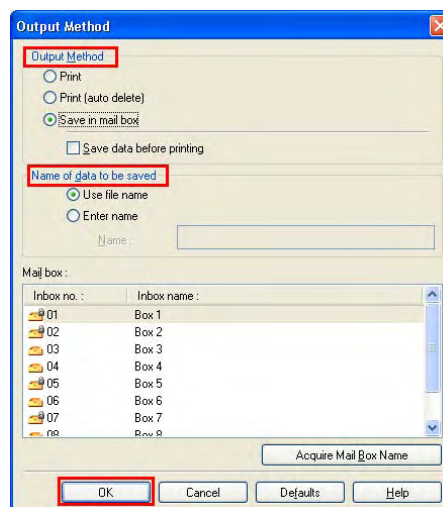 Output Method
Output Method
Print
Print (auto delete)
Save in mail box
Save data before printing
Name of data to be saved
Use file name
Enter name
Name :
Mail box :
Inbox no. : Inbox name :
01 Box 1
02 Box 2
03 Box 3
04 Box 4
05 Box 5
06 Box 6
07 Box 7
08 Box 8
Acquire Mail Box Name
OK Cancel Defaults Help